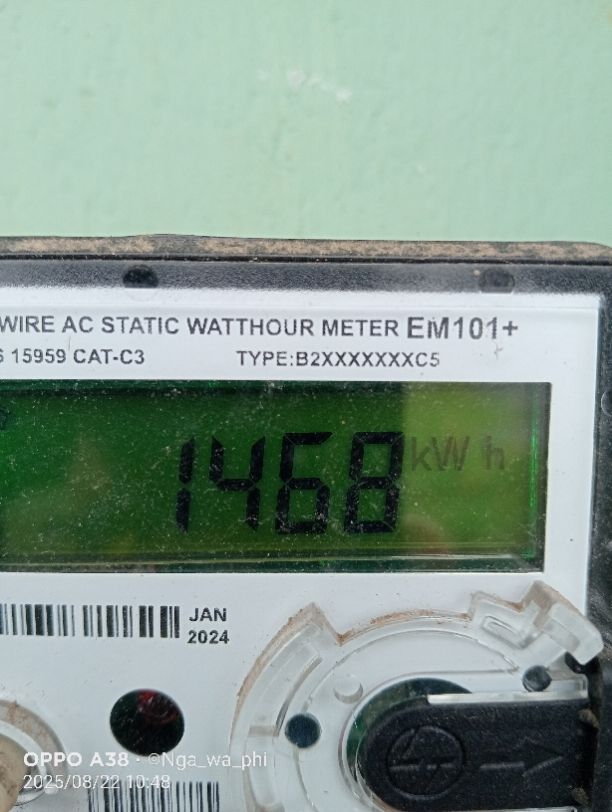 WIRE AC STATIC WATTHOUR METER EM101+
15959 CAT-C3 TYPE:B2XXXXXXXC5
1468 kWh
JAN
2024
OPPO A38 · ©Nga_wa_phi
2025/08/22 10:48